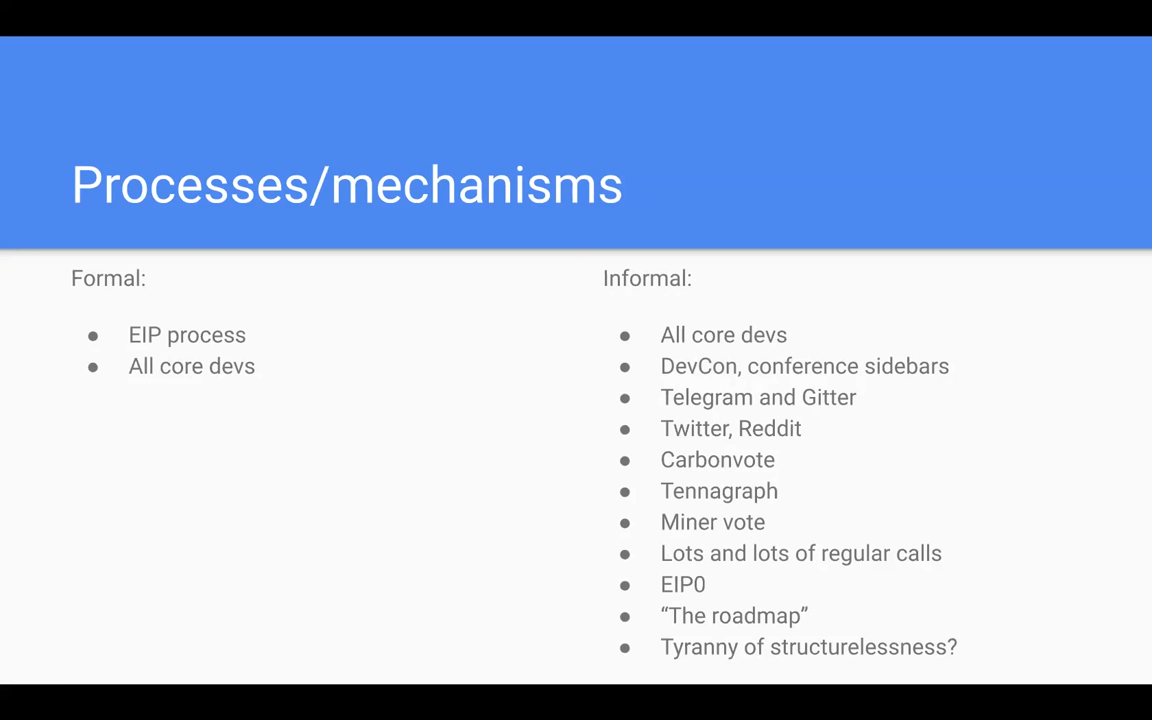 Processes/mechanisms
Formal:
● EIP process
● All core devs
Informal:
● All core devs
● DevCon, conference sidebars
● Telegram and Gitter
● Twitter, Reddit
● Carbonvote
● Tennagraph
● Miner vote
● Lots and lots of regular calls
● EIP0
● “The roadmap”
● Tyranny of structurelessness?